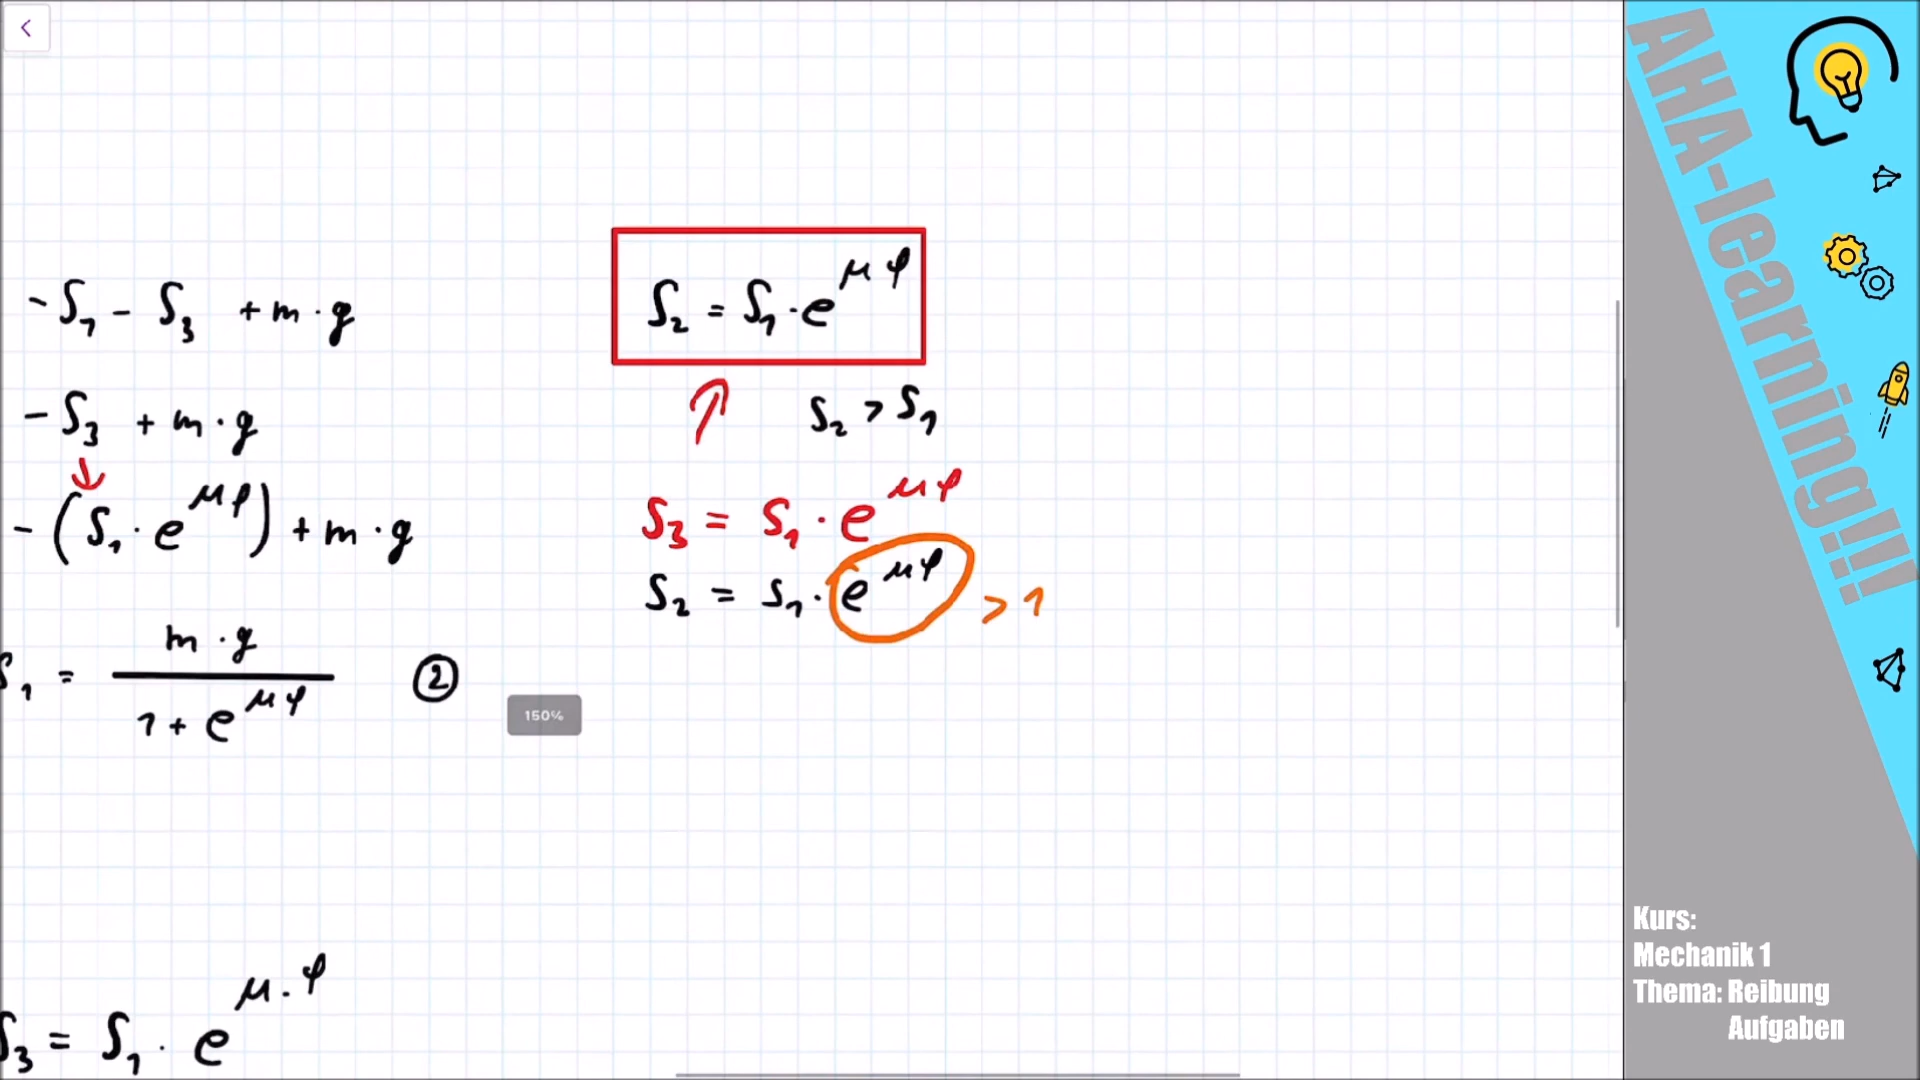 - S₁ - S₃ + m · g
- S₃ + m · g
- (S₁ · e^μφ) + m · g
S₁ = m · g / 1 + e^μφ ②
S₃ = S₁ · e^μ·φ
S₂ = S₁ · e^μφ
S₂ > S₁
S₃ = S₁ · e^μφ
S₂ = S₁ · e^μφ > 1
150%
AHA-learning!!!
Kurs:
Mechanik 1
Thema: Reibung
Aufgaben